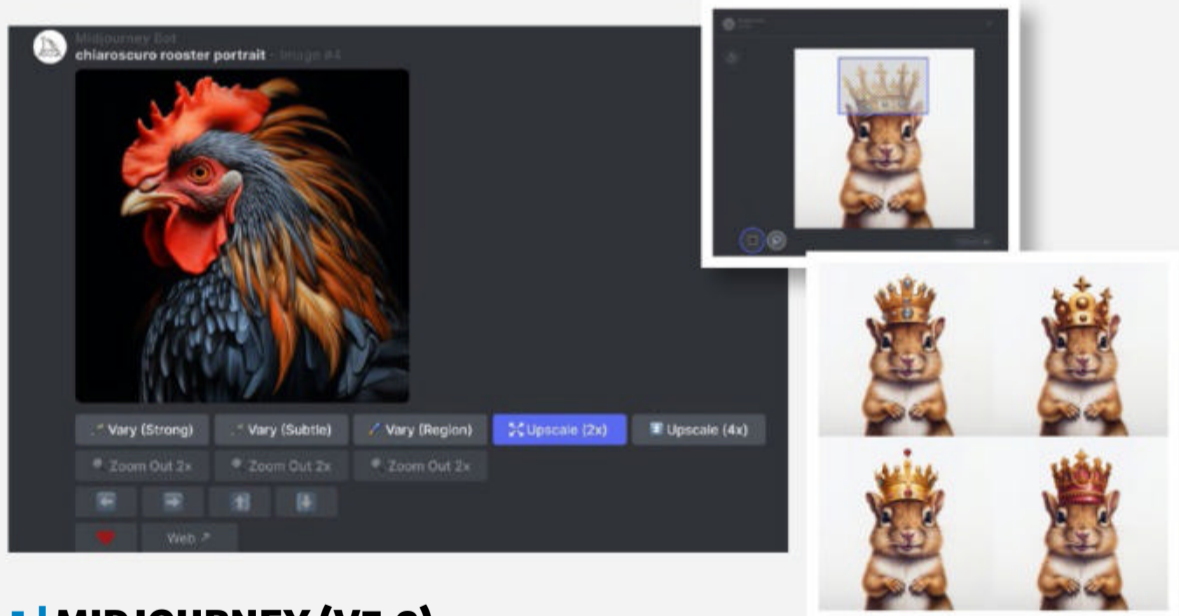 Midjourney Bot
chiaroscuro rooster portrait - Image #4
Vary (Strong)
Vary (Subtle)
Vary (Region)
Upscale (2x)
Upscale (4x)
Zoom Out 2x
Zoom Out 2x
Zoom Out 2x
Web
MIDJOURNEY (V5.2)